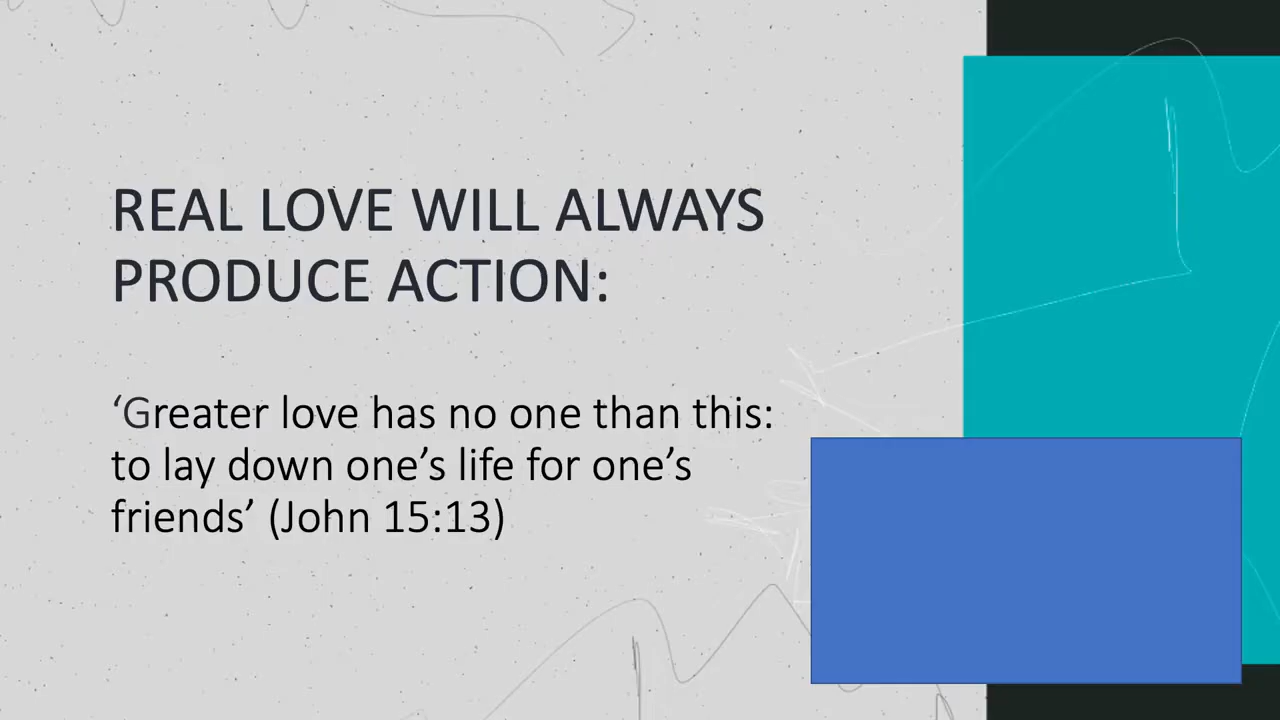 REAL LOVE WILL ALWAYS
PRODUCE ACTION:
‘Greater love has no one than this:
to lay down one’s life for one’s
friends’ (John 15:13)